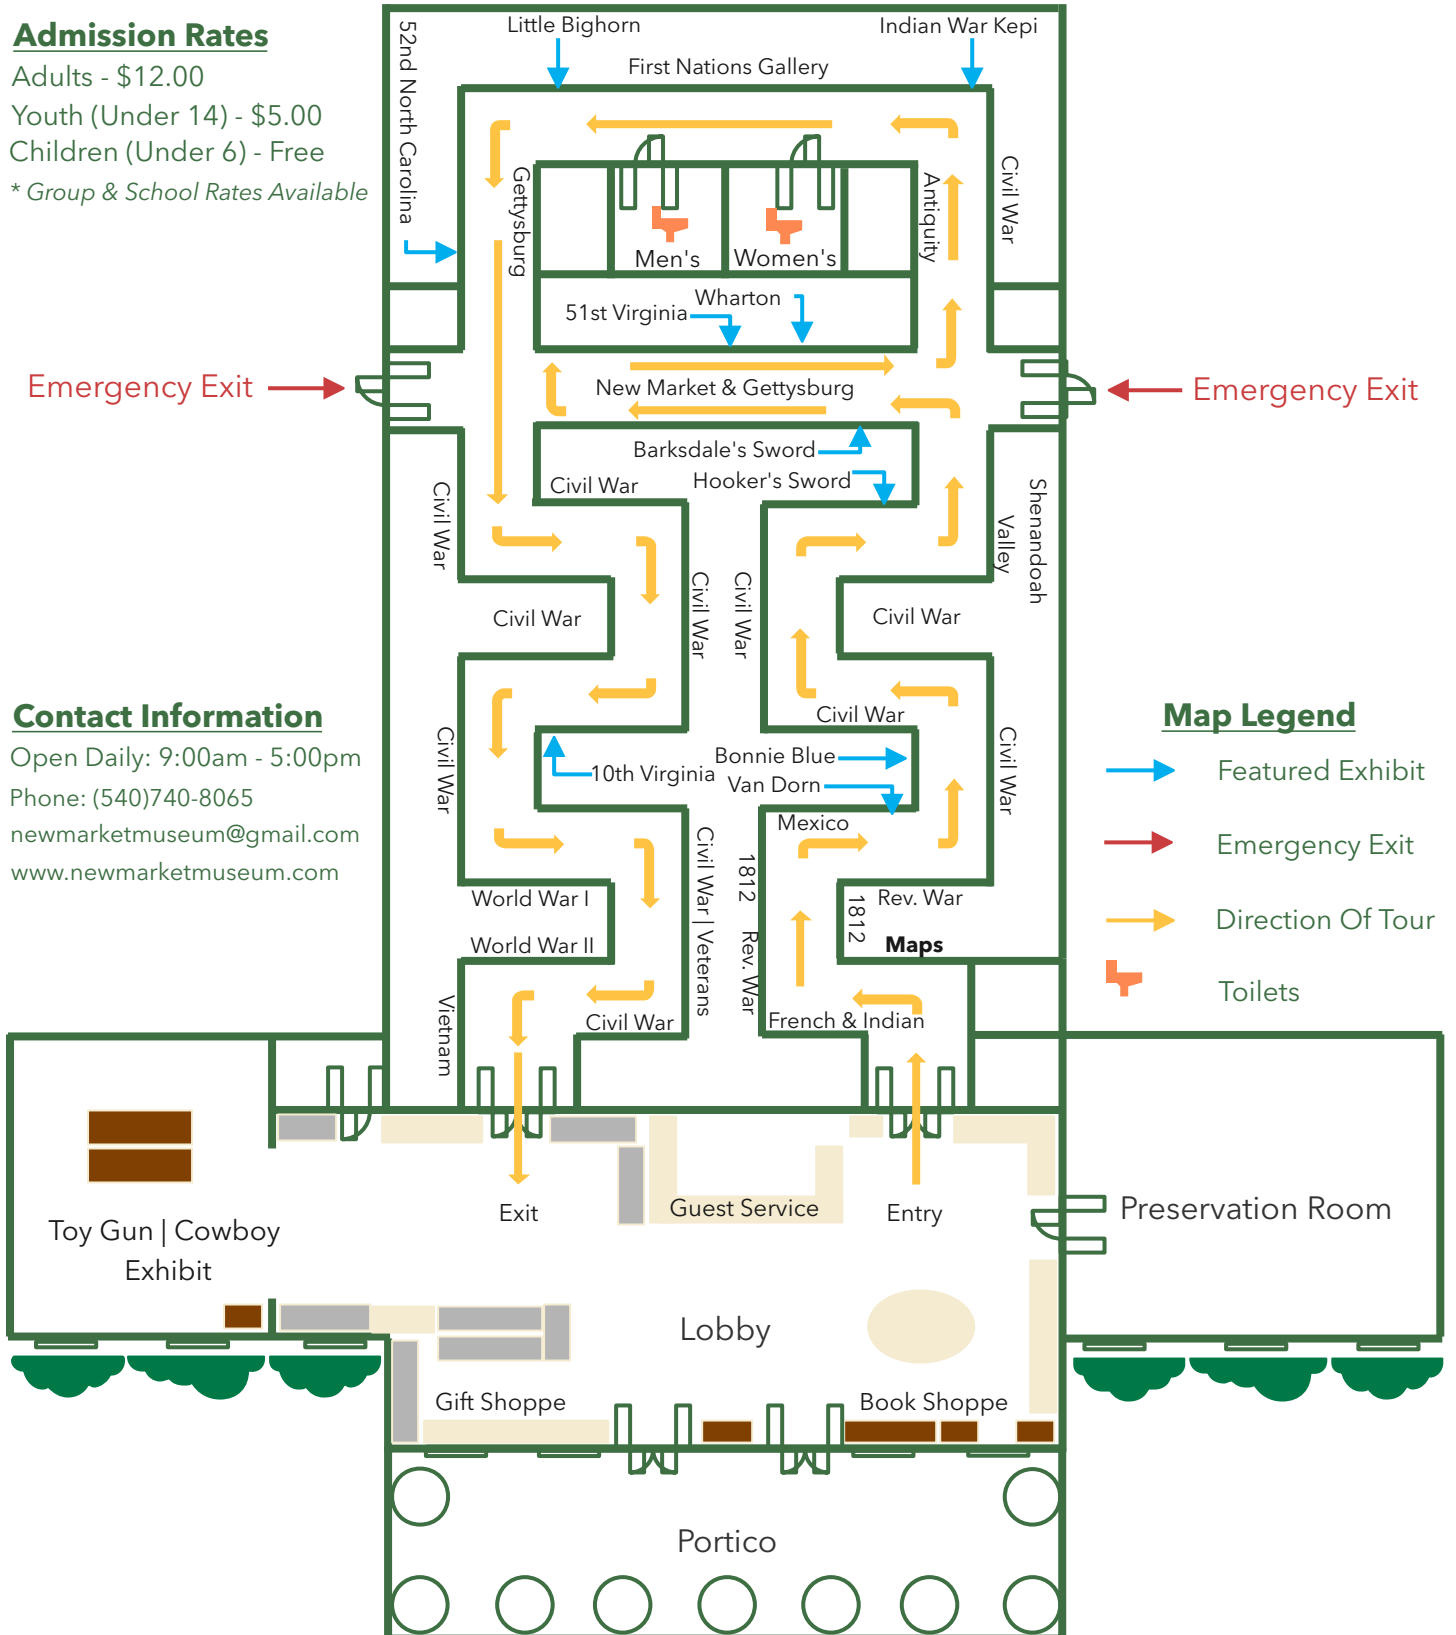 Admission Rates
Adults - $12.00
Youth (Under 14) - $5.00
Children (Under 6) - Free
* Group & School Rates Available
52nd North Carolina
Little Bighorn
Indian War Kepi
First Nations Gallery
Gettysburg
Antiquity
Civil War
Men's
Women's
Wharton
51st Virginia
Emergency Exit
New Market & Gettysburg
Emergency Exit
Barksdale's Sword
Hooker's Sword
Civil War
Civil War
Shenandoah
Valley
Civil War
Civil War
Civil War
Civil War
Contact Information
Open Daily: 9:00am - 5:00pm
Phone: (540)740-8065
newmarketmuseum@gmail.com
www.newmarketmuseum.com
Civil War
Civil War
Civil War
10th Virginia
Bonnie Blue
Van Dorn
Mexico
Map Legend
Featured Exhibit
Emergency Exit
Direction Of Tour
Toilets
World War I
World War II
Civil War | Veterans
1812
Rev. War
1812
Rev. War
Maps
Vietnam
Civil War
French & Indian
Toy Gun | Cowboy
Exhibit
Exit
Guest Service
Entry
Preservation Room
Lobby
Gift Shoppe
Book Shoppe
Portico